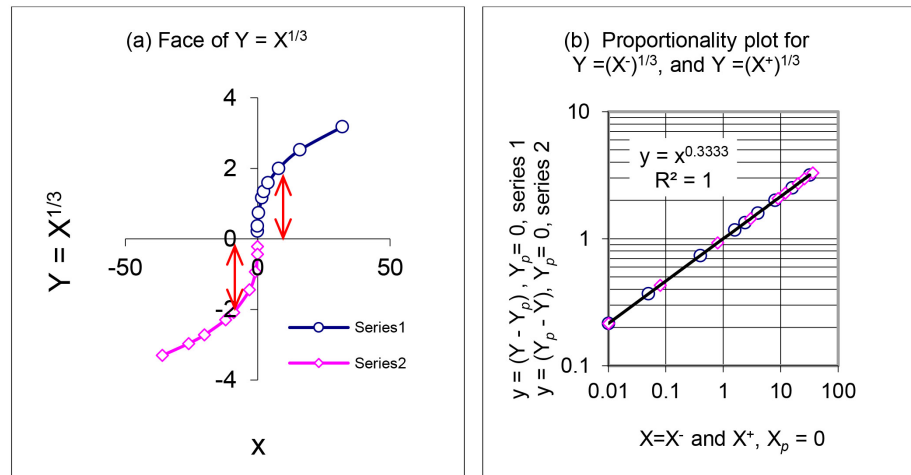 (a) Face of Y = X^1/3
4
2
0
-2
-4
-50
0
50
Y = X^1/3
X
Series1
Series2
(b) Proportionality plot for
Y =(X^-)^1/3, and Y =(X^+)^1/3
10
1
0.1
0.01
0.1
1
10
100
y = x^0.3333
R² = 1
y = (Y - Y_p) , Y_p= 0, series 1
y = (Y_p - Y), Y_p= 0, series 2
X=X^- and X^+, X_p = 0